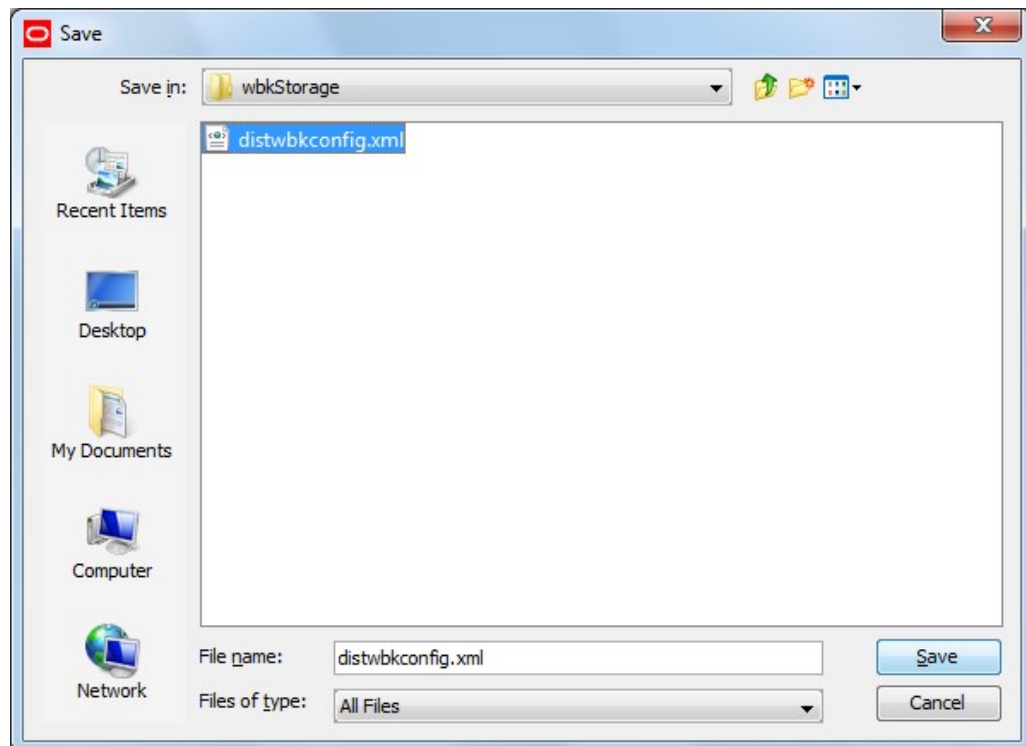 Save
Save in: wbkStorage
distwbkconfig.xml
Recent Items
Desktop
My Documents
Computer
Network
File name: distwbkconfig.xml Save
Files of type: All Files Cancel